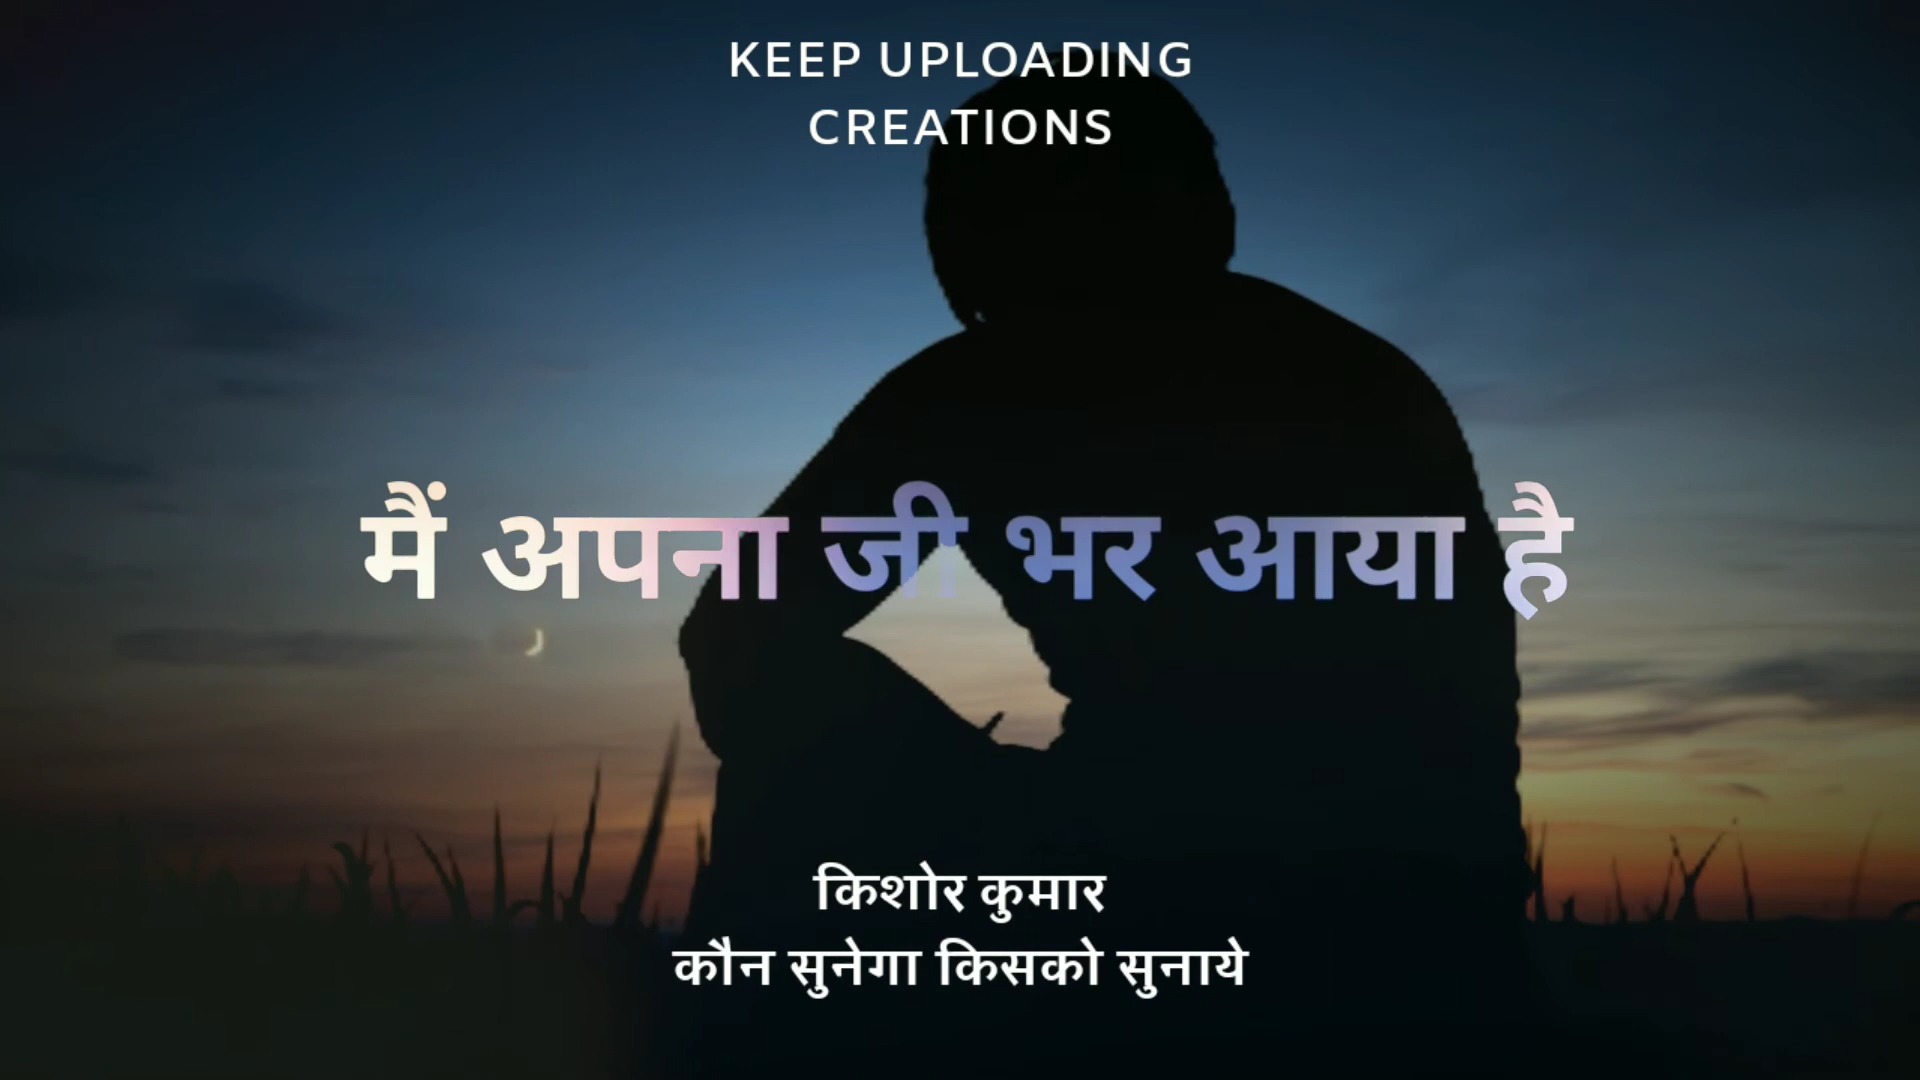 KEEP UPLOADING
CREATIONS
मैं अपना जी भर आया है
किशोर कुमार
कौन सुनेगा किसको सुनाये